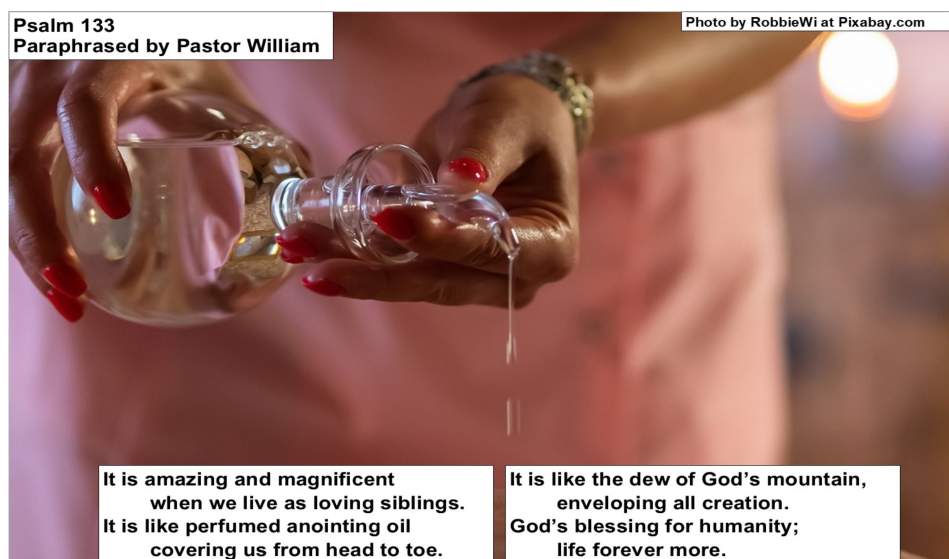 Psalm 133
Paraphrased by Pastor William
Photo by RobbieWi at Pixabay.com
It is amazing and magnificent
when we live as loving siblings.
It is like perfumed anointing oil
covering us from head to toe.
It is like the dew of God's mountain,
enveloping all creation.
God's blessing for humanity;
life forever more.